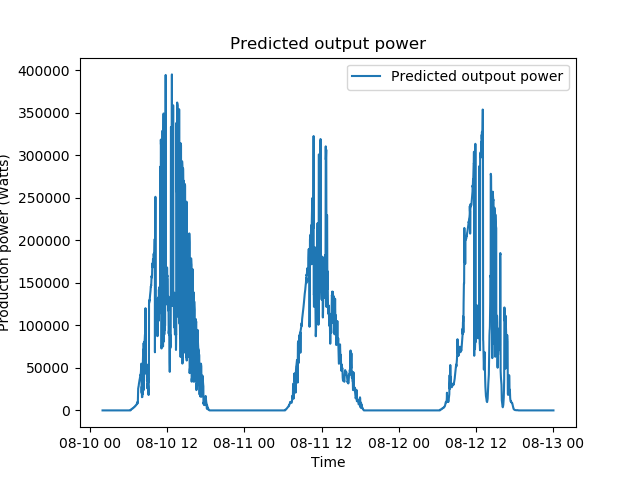 Predicted output power
Predicted outpout power
400000
350000
300000
250000
200000
150000
100000
50000
0
Production power (Watts)
08-10 00 08-10 12 08-11 00 08-11 12 08-12 00 08-12 12 08-13 00
Time